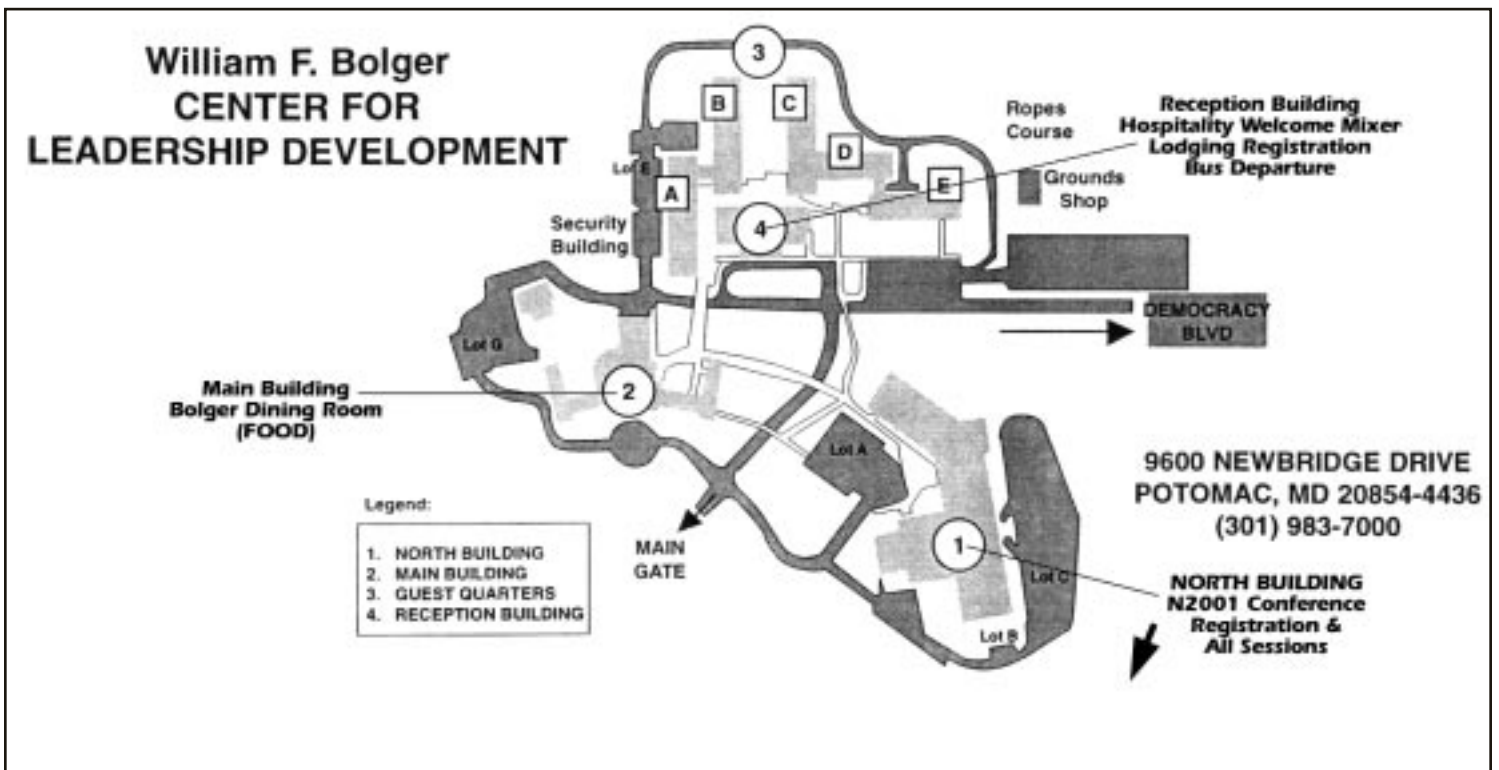 William F. Bolger
CENTER FOR
LEADERSHIP DEVELOPMENT
3
B
C
D
E
A
4
Lot E
Security
Building
Ropes
Course
Grounds
Shop
Reception Building
Hospitality Welcome Mixer
Lodging Registration
Bus Departure
DEMOCRACY
BLVD
Lot G
Main Building
Bolger Dining Room
(FOOD)
2
Lot A
9600 NEWBRIDGE DRIVE
POTOMAC, MD 20854-4436
(301) 983-7000
Legend:
1. NORTH BUILDING
2. MAIN BUILDING
3. GUEST QUARTERS
4. RECEPTION BUILDING
MAIN
GATE
1
Lot C
Lot B
NORTH BUILDING
N2001 Conference
Registration &
All Sessions